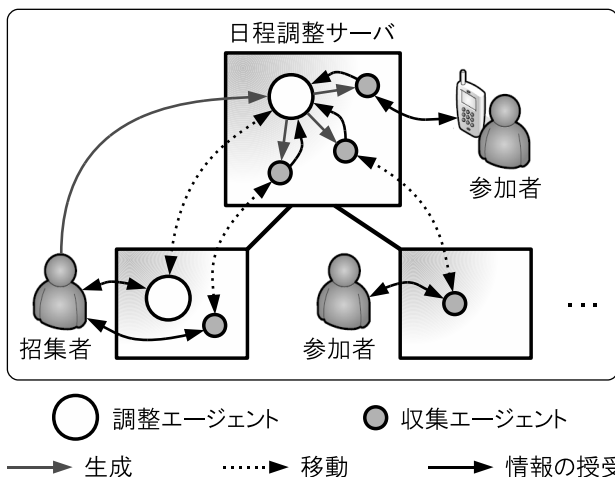 日程調整サーバ
参加者
招集者
参加者
…
調整エージェント
収集エージェント
生成
移動
情報の授受